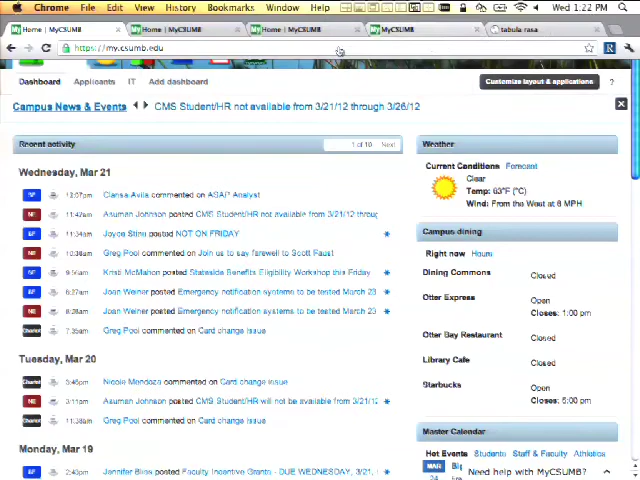 Chrome File Edit View History Bookmarks Window Help Wed 1:22 PM
Home | MyCSUMB Home | MyCSUMB Home | MyCSUMB MyCSUMB tabula rasa
https://my.csumb.edu
Dashboard Applicants IT Add dashboard Customize layout & applications ?
Campus News & Events CMS Student/HR not available from 3/21/12 through 3/26/12
Recent activity 1 of 10 Next
Wednesday, Mar 21
12:07pm Clarisa Avila commented on ASAP Analyst
11:42am Asuman Johnson posted CMS Student/HR not available from 3/21/12 throug
11:34am Joyce Stinu posted NOT ON FRIDAY
10:36am Greg Pool commented on Join us to say farewell to Scott Faust
Kristi McMahon posted Statewide Benefits Eligibility Workshop this Friday
Joan Weiner posted Emergency notification systems to be tested March 23
8:28am Joan Weiner posted Emergency notification systems to be tested March 23
7:35am Greg Pool commented on Card change issue
Tuesday, Mar 20
3:45pm Nicole Mendoza commented on Card change issue
3:11pm Asuman Johnson posted CMS Student/HR will not be available from 3/21/12
11:38am Greg Pool commented on Card change issue
Monday, Mar 19
2:43pm Jennifer Bliss posted Faculty Incentive Grants - DUE WEDNESDAY, 3/21,
Weather
Current Conditions Forecast
Clear
Temp: 63°F (°C)
Wind: From the West at 8 MPH
Campus dining
Right now Hours
Dining Commons Closed
Otter Express Open
Closes: 1:00 pm
Otter Bay Restaurant Closed
Library Cafe Closed
Starbucks Open
Closes: 5:00 pm
Master Calendar
Hot Events Students Staff & Faculty Athletics
MAR
24
Need help with MyCSUMB?